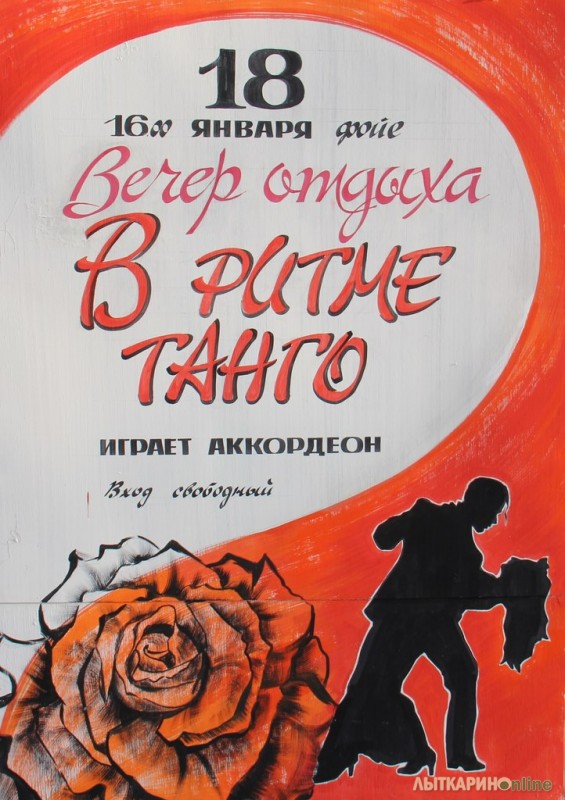 18
16ч ЯНВАРЯ фойе
Вечер отдыха
В РИТМЕ
ТАНГО
ИГРАЕТ АККОРДЕОН
Вход свободный
ЛЫТКАРИНОonline